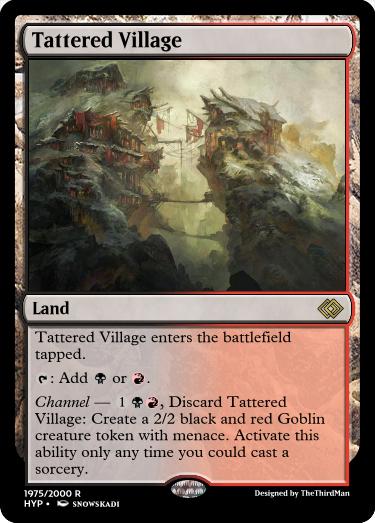 Tattered Village
Land
Tattered Village enters the battlefield
tapped.
: Add or .
Channel — 1 , Discard Tattered
Village: Create a 2/2 black and red Goblin
creature token with menace. Activate this
ability only any time you could cast a
sorcery.
1975/2000 R
HYP • SNOWSKADI
Designed by TheThirdMan